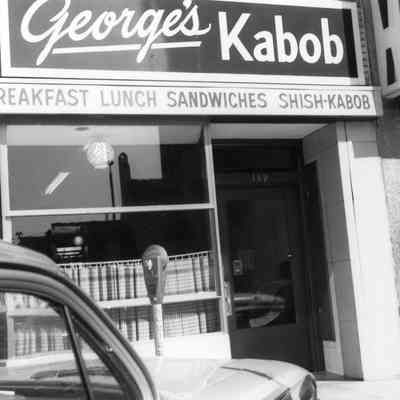 George's Kabob
REAKFAST LUNCH SANDWICHES SHISH-KABOB